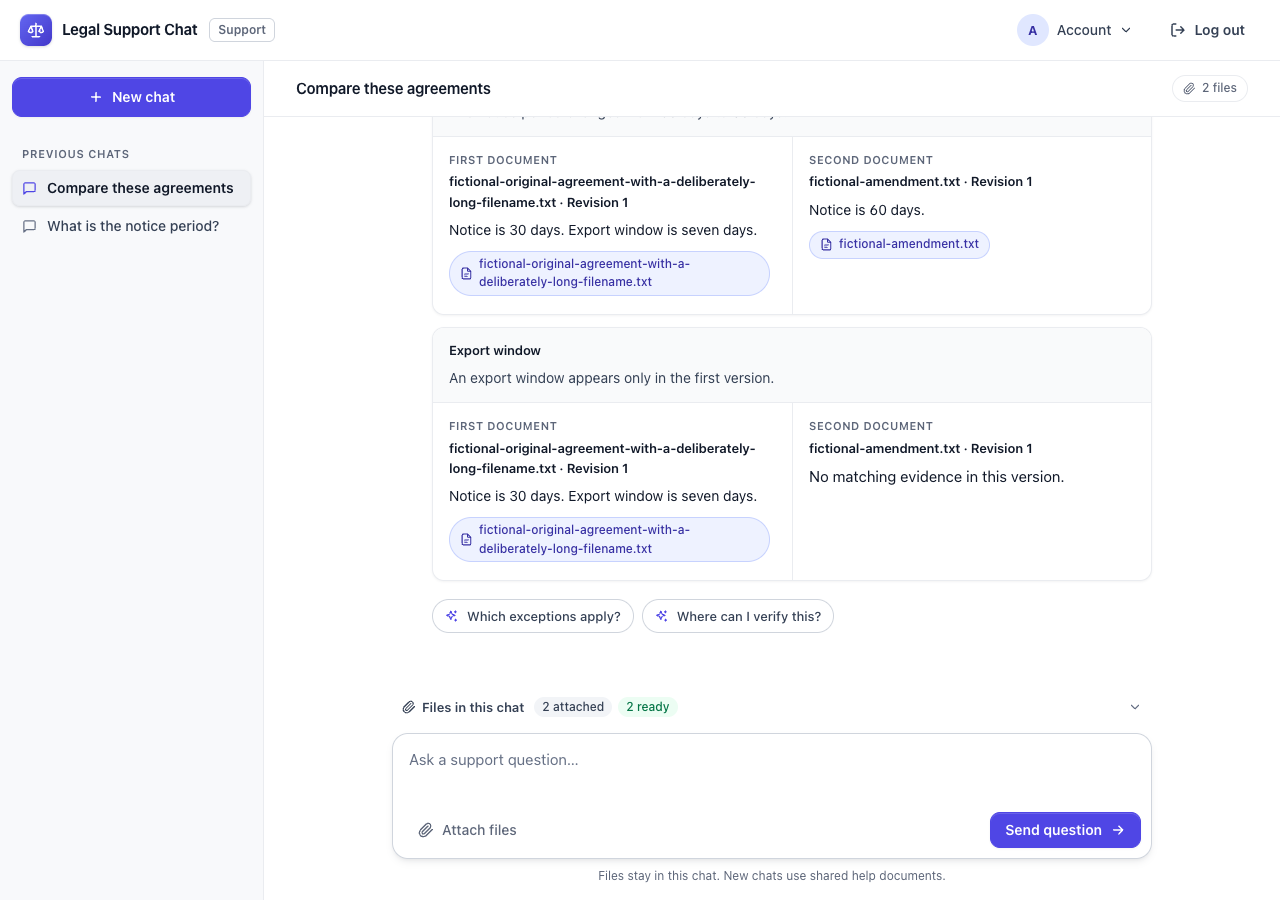 Legal Support Chat
Support
A
Account
Log out
New chat
PREVIOUS CHATS
Compare these agreements
What is the notice period?
Compare these agreements
2 files
FIRST DOCUMENT
fictional-original-agreement-with-a-deliberately-
long-filename.txt · Revision 1
Notice is 30 days. Export window is seven days.
fictional-original-agreement-with-a-
deliberately-long-filename.txt
SECOND DOCUMENT
fictional-amendment.txt · Revision 1
Notice is 60 days.
fictional-amendment.txt
Export window
An export window appears only in the first version.
FIRST DOCUMENT
fictional-original-agreement-with-a-deliberately-
long-filename.txt · Revision 1
Notice is 30 days. Export window is seven days.
fictional-original-agreement-with-a-
deliberately-long-filename.txt
SECOND DOCUMENT
fictional-amendment.txt · Revision 1
No matching evidence in this version.
Which exceptions apply?
Where can I verify this?
Files in this chat
2 attached
2 ready
Ask a support question...
Attach files
Send question
Files stay in this chat. New chats use shared help documents.